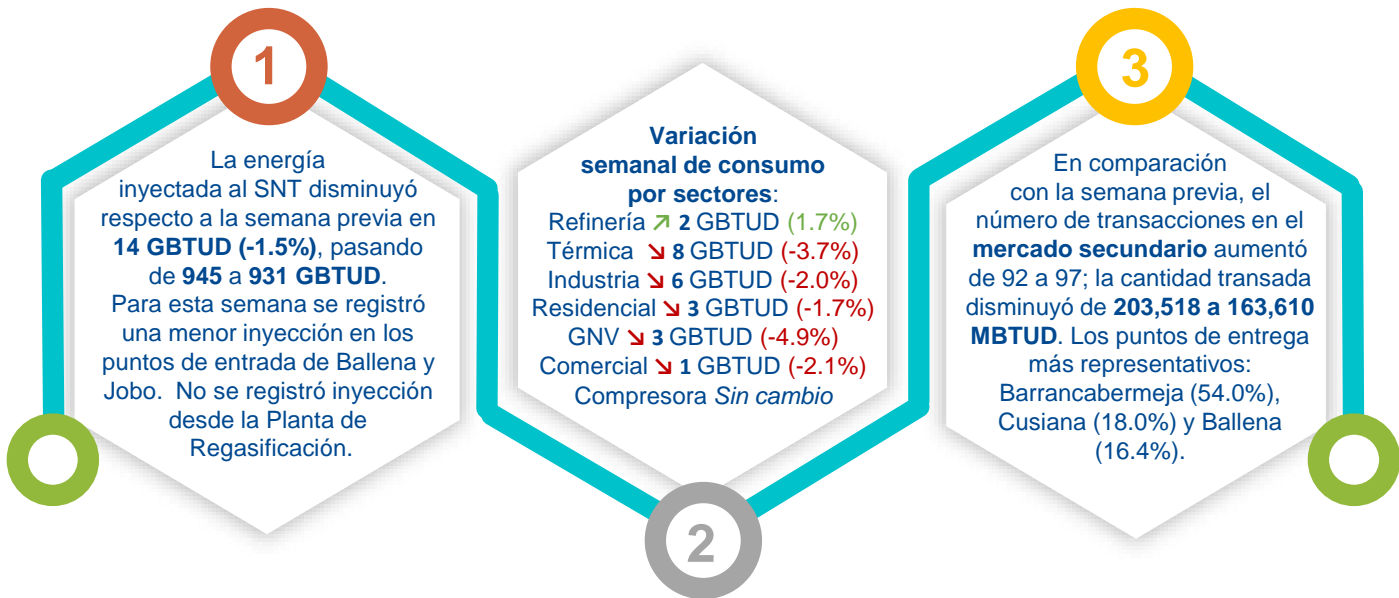 1
La energía
inyectada al SNT disminuyó
respecto a la semana previa en
14 GBTUD (-1.5%), pasando
de 945 a 931 GBTUD.
Para esta semana se registró
una menor inyección en los
puntos de entrada de Ballena y
Jobo. No se registró inyección
desde la Planta de
Regasificación.
Variación
semanal de consumo
por sectores:
Refinería ↗ 2 GBTUD (1.7%)
Térmica ↘ 8 GBTUD (-3.7%)
Industria ↘ 6 GBTUD (-2.0%)
Residencial ↘ 3 GBTUD (-1.7%)
GNV ↘ 3 GBTUD (-4.9%)
Comercial ↘ 1 GBTUD (-2.1%)
Compresora Sin cambio
2
3
En comparación
con la semana previa, el
número de transacciones en el
mercado secundario aumentó
de 92 a 97; la cantidad transada
disminuyó de 203,518 a 163,610
MBTUD. Los puntos de entrega
más representativos:
Barrancabermeja (54.0%),
Cusiana (18.0%) y Ballena
(16.4%).